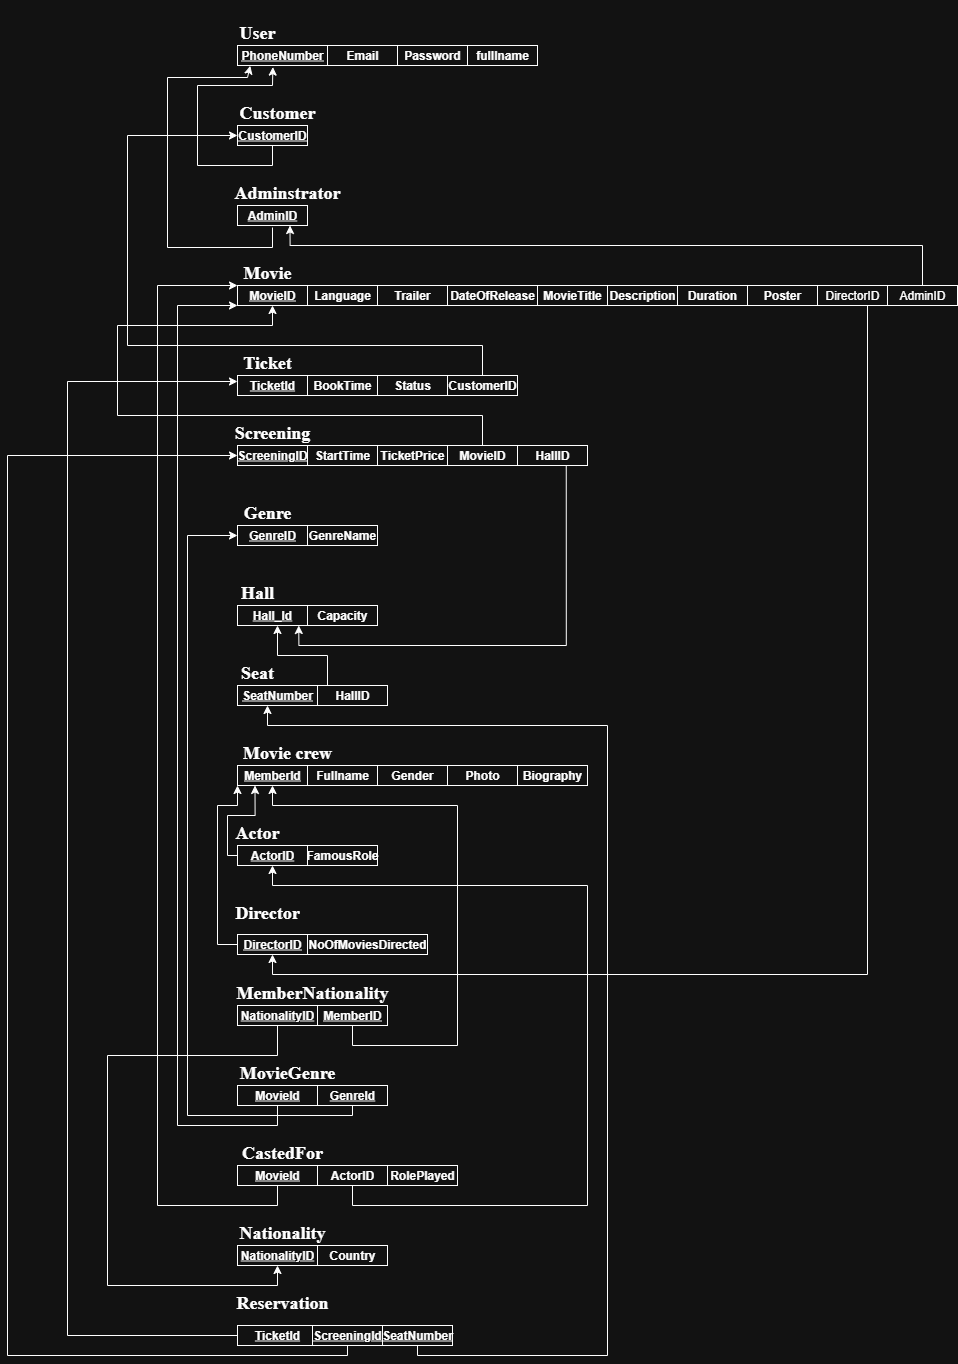 User
PhoneNumber Email Password fulllname
Customer
CustomerID
Adminstrator
AdminID
Movie
MovieID Language Trailer DateOfRelease MovieTitle Description Duration Poster DirectorID AdminID
Ticket
TicketId BookTime Status CustomerID
Screening
ScreeningID StartTime TicketPrice MovieID HallID
Genre
GenreID GenreName
Hall
Hall_Id Capacity
Seat
SeatNumber HallID
Movie crew
MemberId Fullname Gender Photo Biography
Actor
ActorID FamousRole
Director
DirectorID NoOfMoviesDirected
MemberNationality
NationalityID MemberID
MovieGenre
MovieId GenreId
CastedFor
MovieId ActorID RolePlayed
Nationality
NationalityID Country
Reservation
TicketId ScreeningId SeatNumber